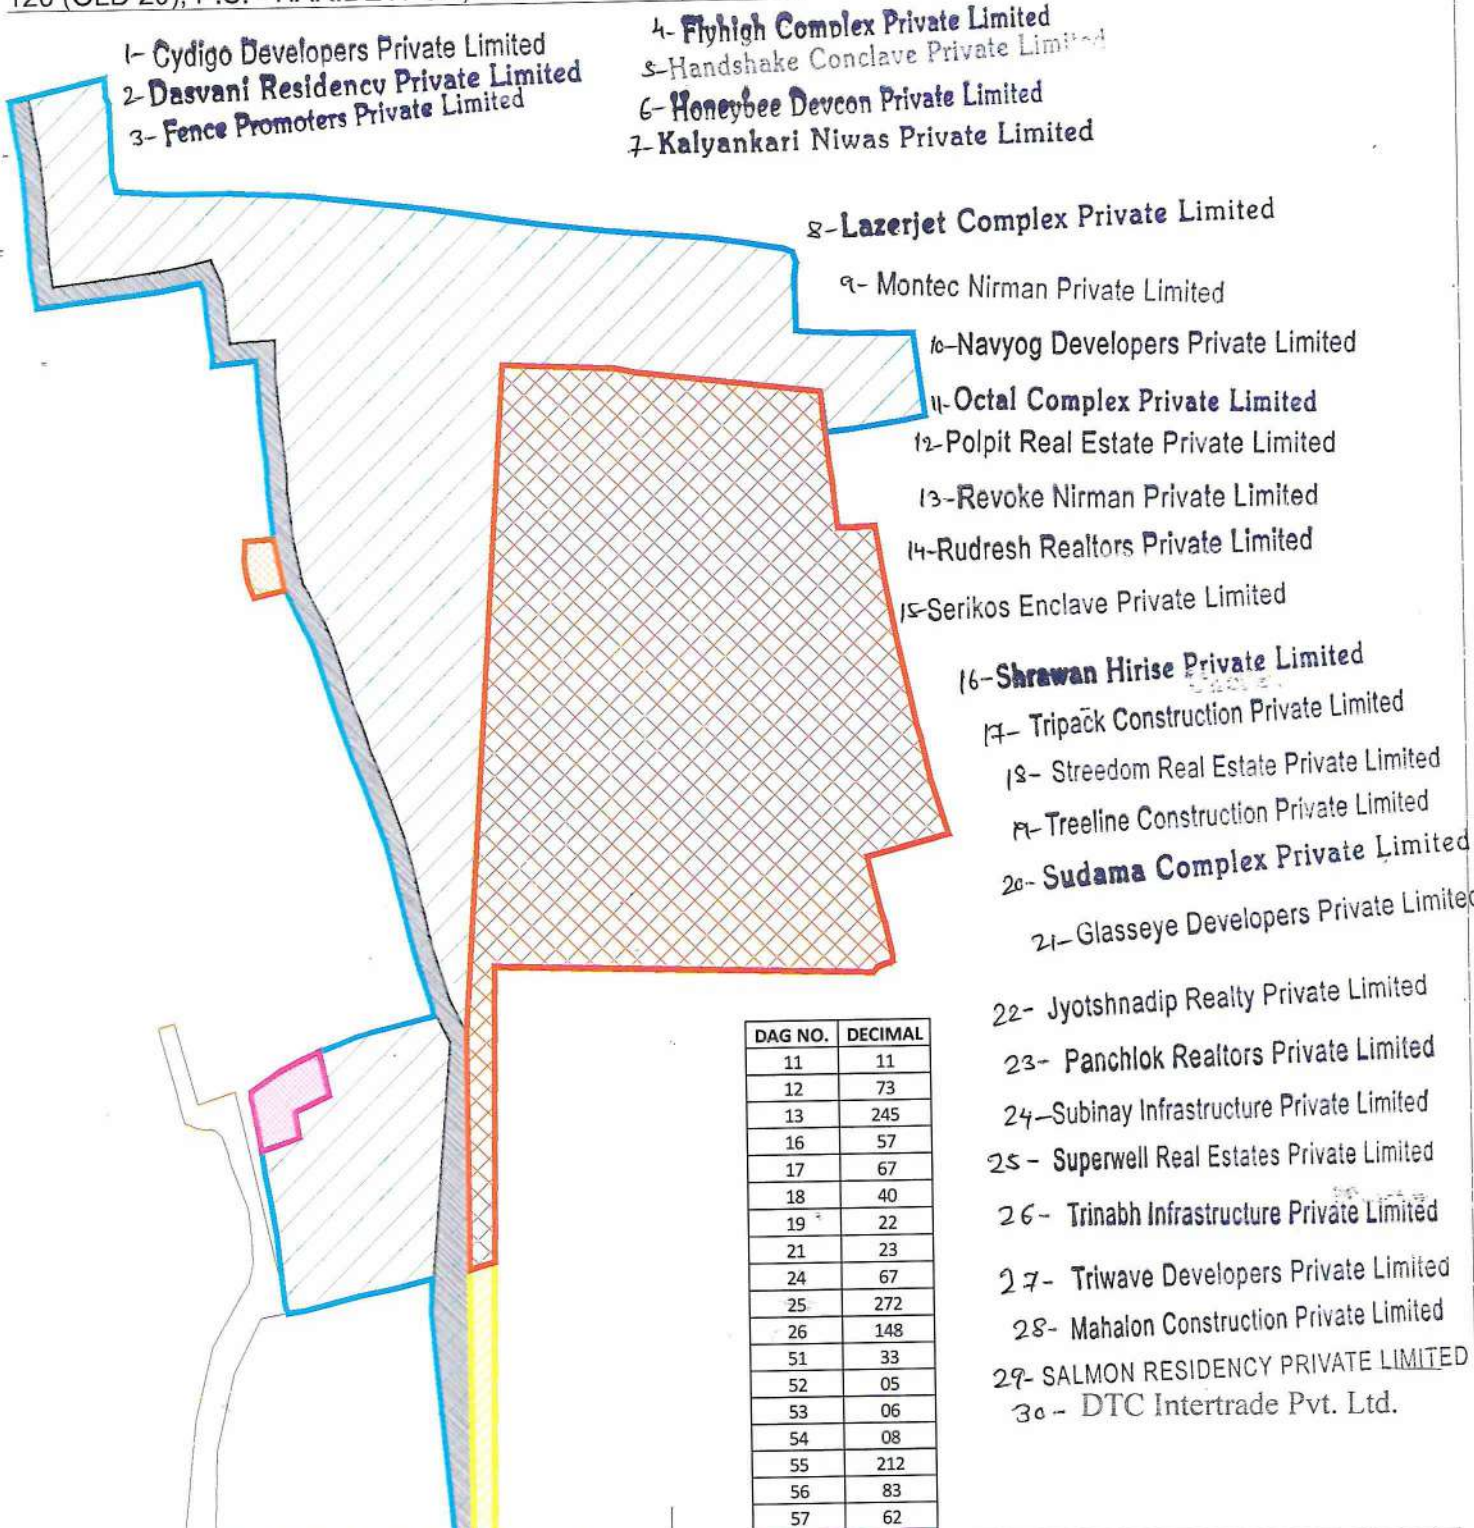 1- Cydigo Developers Private Limited
2- Dasvani Residency Private Limited
3- Fence Promoters Private Limited
4- Flyhigh Complex Private Limited
5- Handshake Conclave Private Limited
6- Honeybee Devcon Private Limited
7- Kalyankari Niwas Private Limited
8- Lazerjet Complex Private Limited
9- Montec Nirman Private Limited
10- Navyog Developers Private Limited
11- Octal Complex Private Limited
12- Polpit Real Estate Private Limited
13- Revoke Nirman Private Limited
14- Rudresh Realtors Private Limited
15- Serikos Enclave Private Limited
16- Shrawan Hirise Private Limited
17- Tripack Construction Private Limited
18- Streedom Real Estate Private Limited
19- Treeline Construction Private Limited
20- Sudama Complex Private Limited
21- Glasseye Developers Private Limited
22- Jyotshnadip Realty Private Limited
23- Panchlok Realtors Private Limited
24- Subinay Infrastructure Private Limited
25- Superwell Real Estates Private Limited
26- Trinabh Infrastructure Private Limited
27- Triwave Developers Private Limited
28- Mahalon Construction Private Limited
29- SALMON RESIDENCY PRIVATE LIMITED
30- DTC Intertrade Pvt. Ltd.
DAG NO. DECIMAL
11 11
12 73
13 245
16 57
17 67
18 40
19 22
21 23
24 67
25 272
26 148
51 33
52 05
53 06
54 08
55 212
56 83
57 62